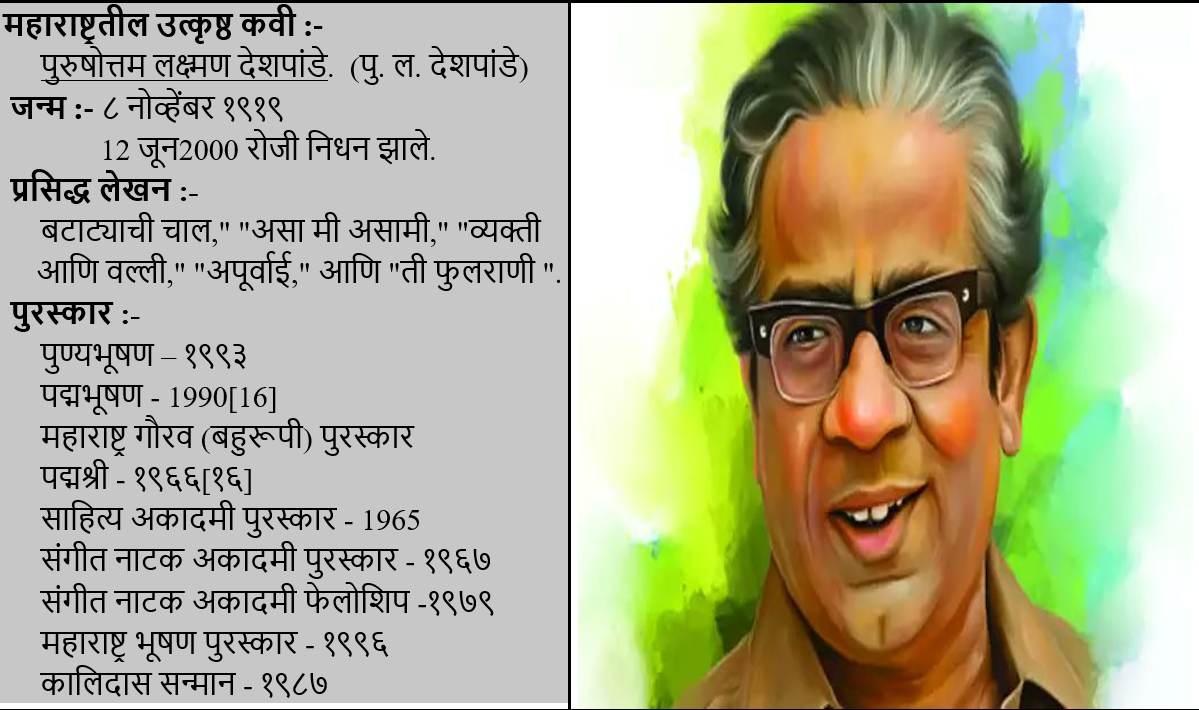 महाराष्ट्रतील उत्कृष्ठ कवी :-
पुरुषोत्तम लक्ष्मण देशपांडे. (पु. ल. देशपांडे)
जन्म :- ८ नोव्हेंबर १९१९
12 जून2000 रोजी निधन झाले.
प्रसिद्ध लेखन :-
बटाट्याची चाल," "असा मी असामी," "व्यक्ती
आणि वल्ली," "अपूर्वाई," आणि "ती फुलराणी ".
पुरस्कार :-
पुण्यभूषण – १९९३
पद्मभूषण - 1990[16]
महाराष्ट्र गौरव (बहुरूपी) पुरस्कार
पद्मश्री - १९६६[१६]
साहित्य अकादमी पुरस्कार - 1965
संगीत नाटक अकादमी पुरस्कार - १९६७
संगीत नाटक अकादमी फेलोशिप -१९७९
महाराष्ट्र भूषण पुरस्कार - १९९६
कालिदास सन्मान - १९८७